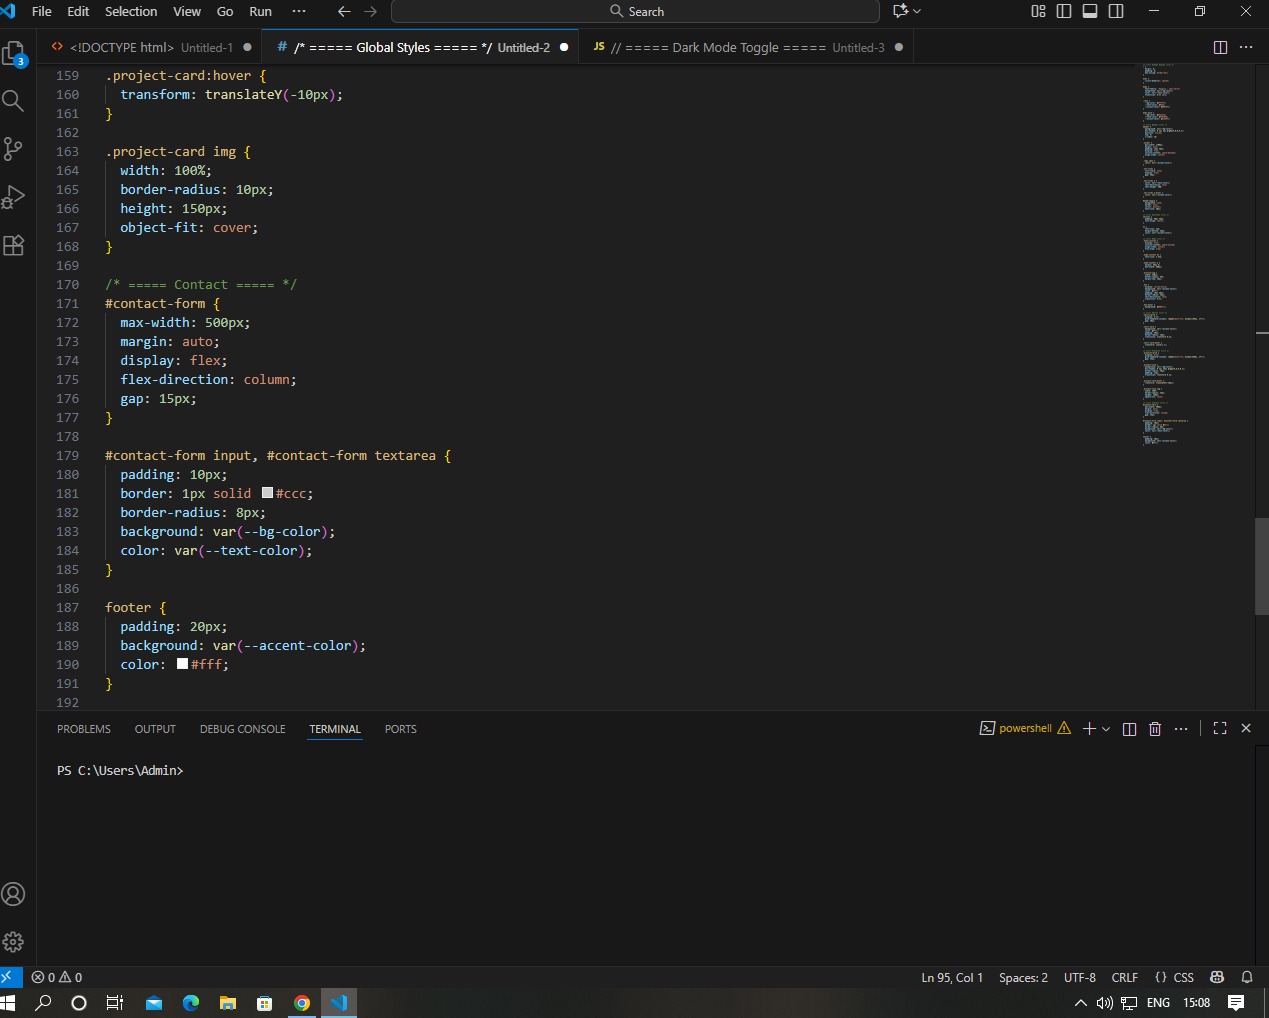 File Edit Selection View Go Run ··· Search
3
<> <!DOCTYPE html> Untitled-1 ● # /* ===== Global Styles ===== */ Untitled-2 ● JS // ===== Dark Mode Toggle ===== Untitled-3 ●
159 .project-card:hover {
160 transform: translateY(-10px);
161 }
162
163 .project-card img {
164 width: 100%;
165 border-radius: 10px;
166 height: 150px;
167 object-fit: cover;
168 }
169
170 /* ===== Contact ===== */
171 #contact-form {
172 max-width: 500px;
173 margin: auto;
174 display: flex;
175 flex-direction: column;
176 gap: 15px;
177 }
178
179 #contact-form input, #contact-form textarea {
180 padding: 10px;
181 border: 1px solid #ccc;
182 border-radius: 8px;
183 background: var(--bg-color);
184 color: var(--text-color);
185 }
186
187 footer {
188 padding: 20px;
189 background: var(--accent-color);
190 color: #fff;
191 }
192
PROBLEMS OUTPUT DEBUG CONSOLE TERMINAL PORTS powershell
PS C:\Users\Admin>
0 0 Ln 95, Col 1 Spaces: 2 UTF-8 CRLF {} CSS
ENG 15:08